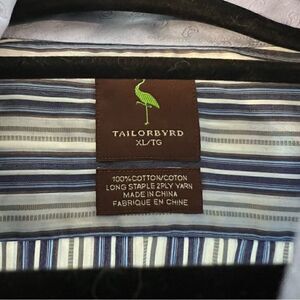 TAILORBYRD
XL/TG
100%COTTON/COTON
LONG STAPLE 2PLY YARN
MADE IN CHINA
FABRIQUE EN CHINE